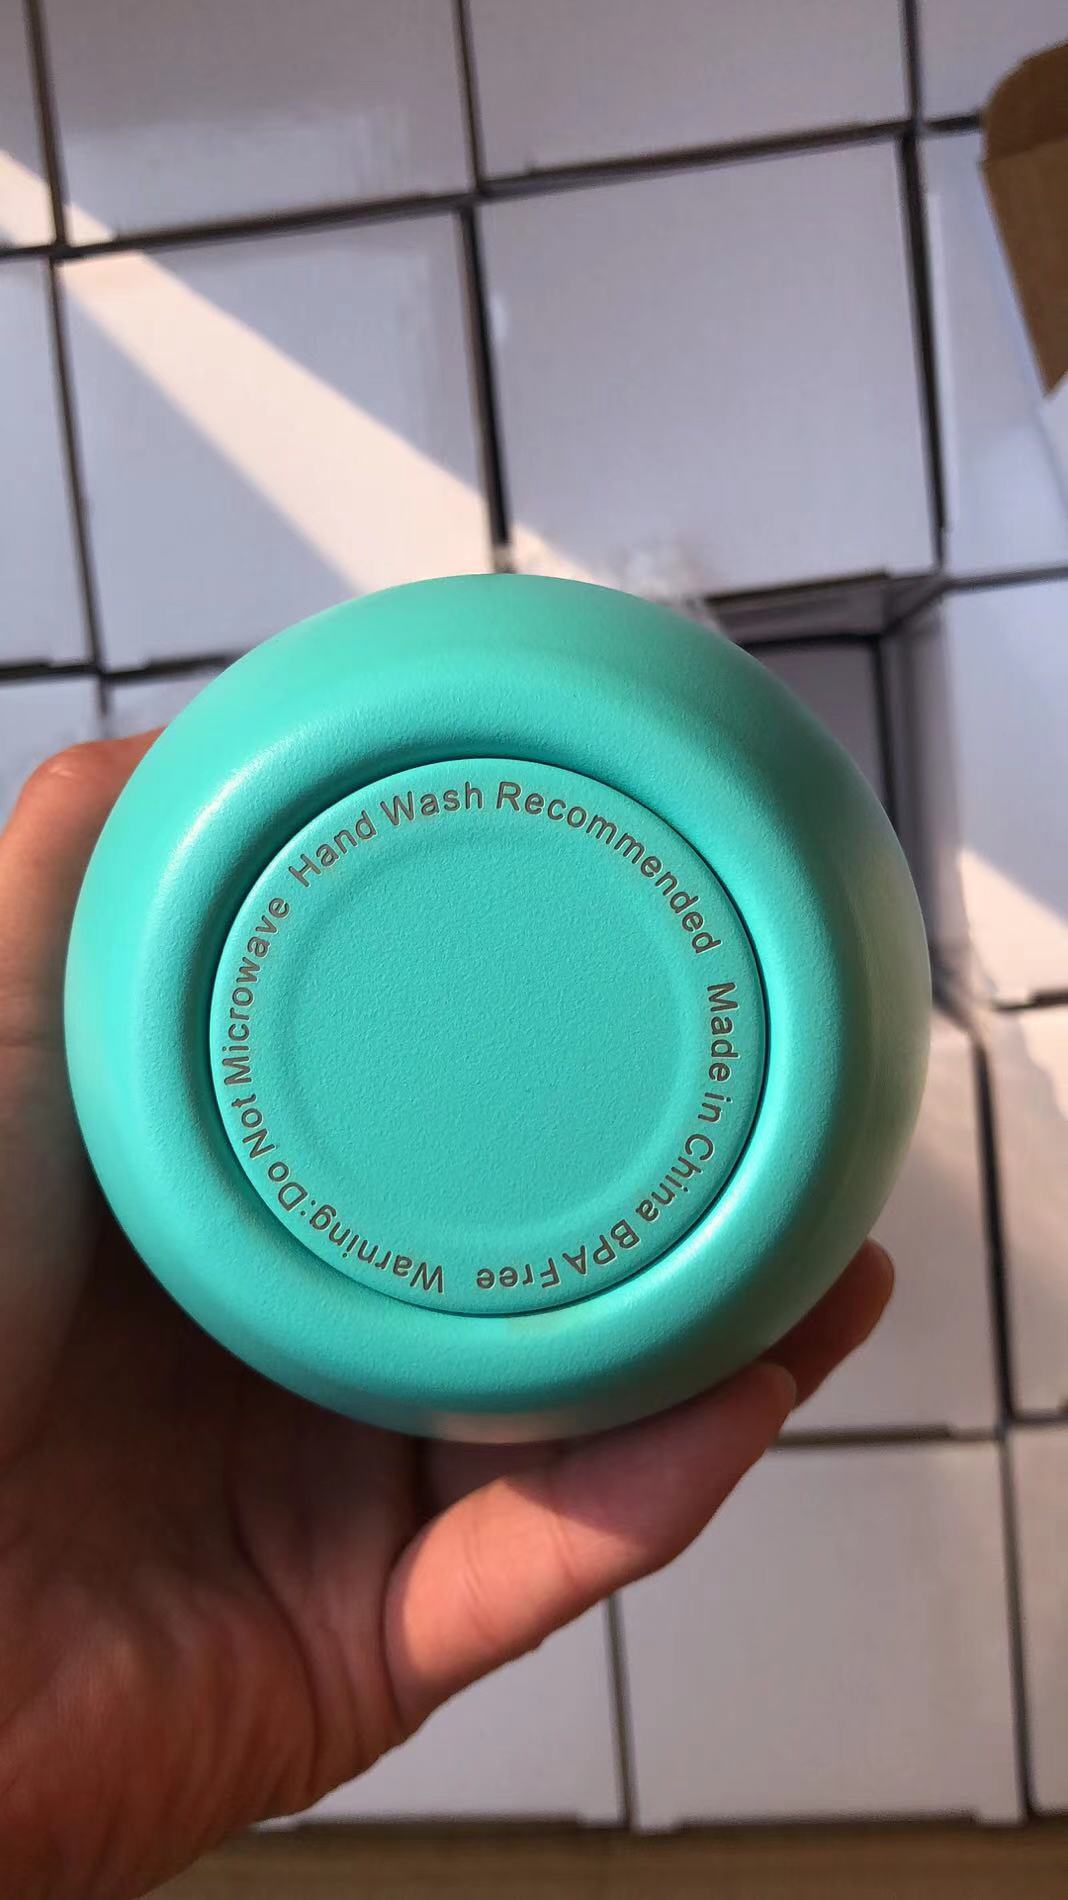 Warning:Do Not Microwave Hand Wash Recommended Made in China BPA Free